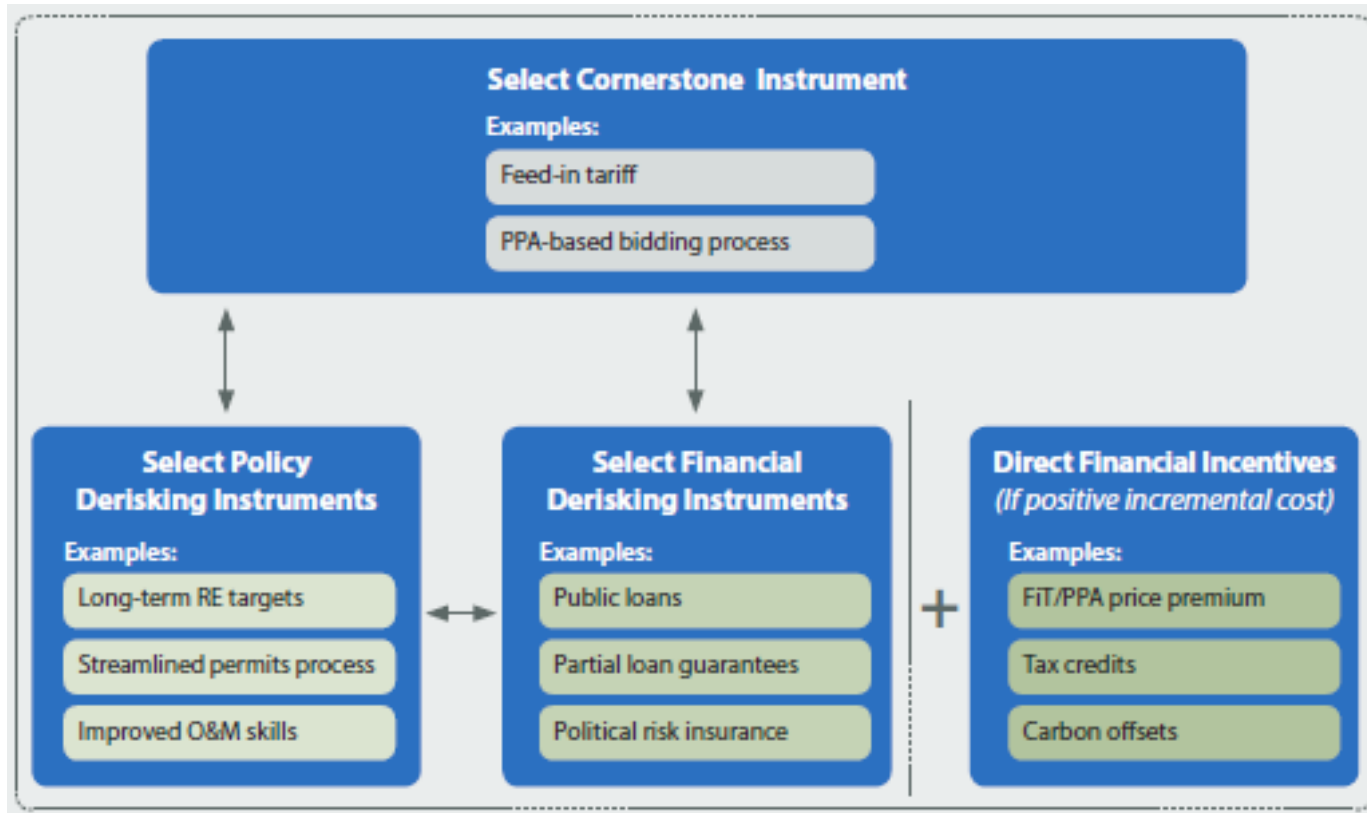 Select Cornerstone Instrument
Examples:
Feed-in tariff
PPA-based bidding process
Select Policy
Derisking Instruments
Examples:
Long-term RE targets
Streamlined permits process
Improved O&M skills
Select Financial
Derisking Instruments
Examples:
Public loans
Partial loan guarantees
Political risk insurance
+
Direct Financial Incentives
(If positive incremental cost)
Examples:
FiT/PPA price premium
Tax credits
Carbon offsets